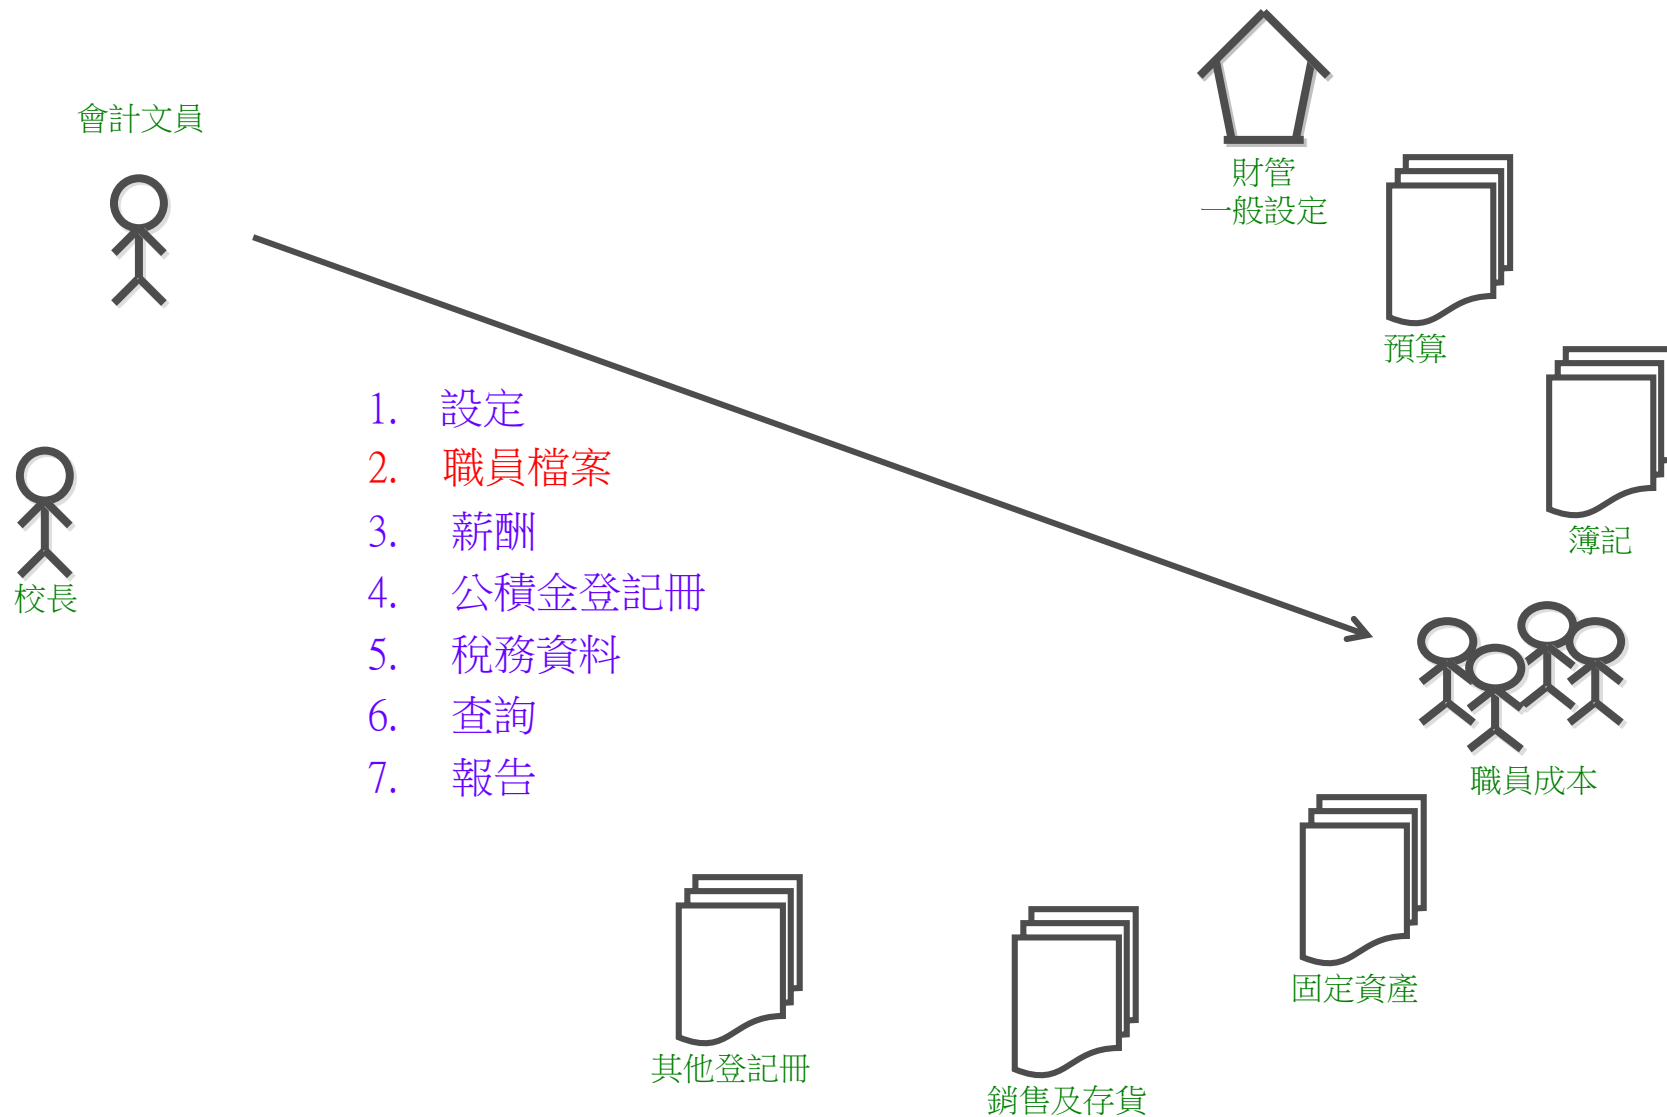 會計文員
財管
一般設定
預算
1. 設定
2. 職員檔案
3. 薪酬
4. 公積金登記冊
5. 稅務資料
6. 查詢
7. 報告
校長
簿記
職員成本
固定資產
其他登記冊
銷售及存貨